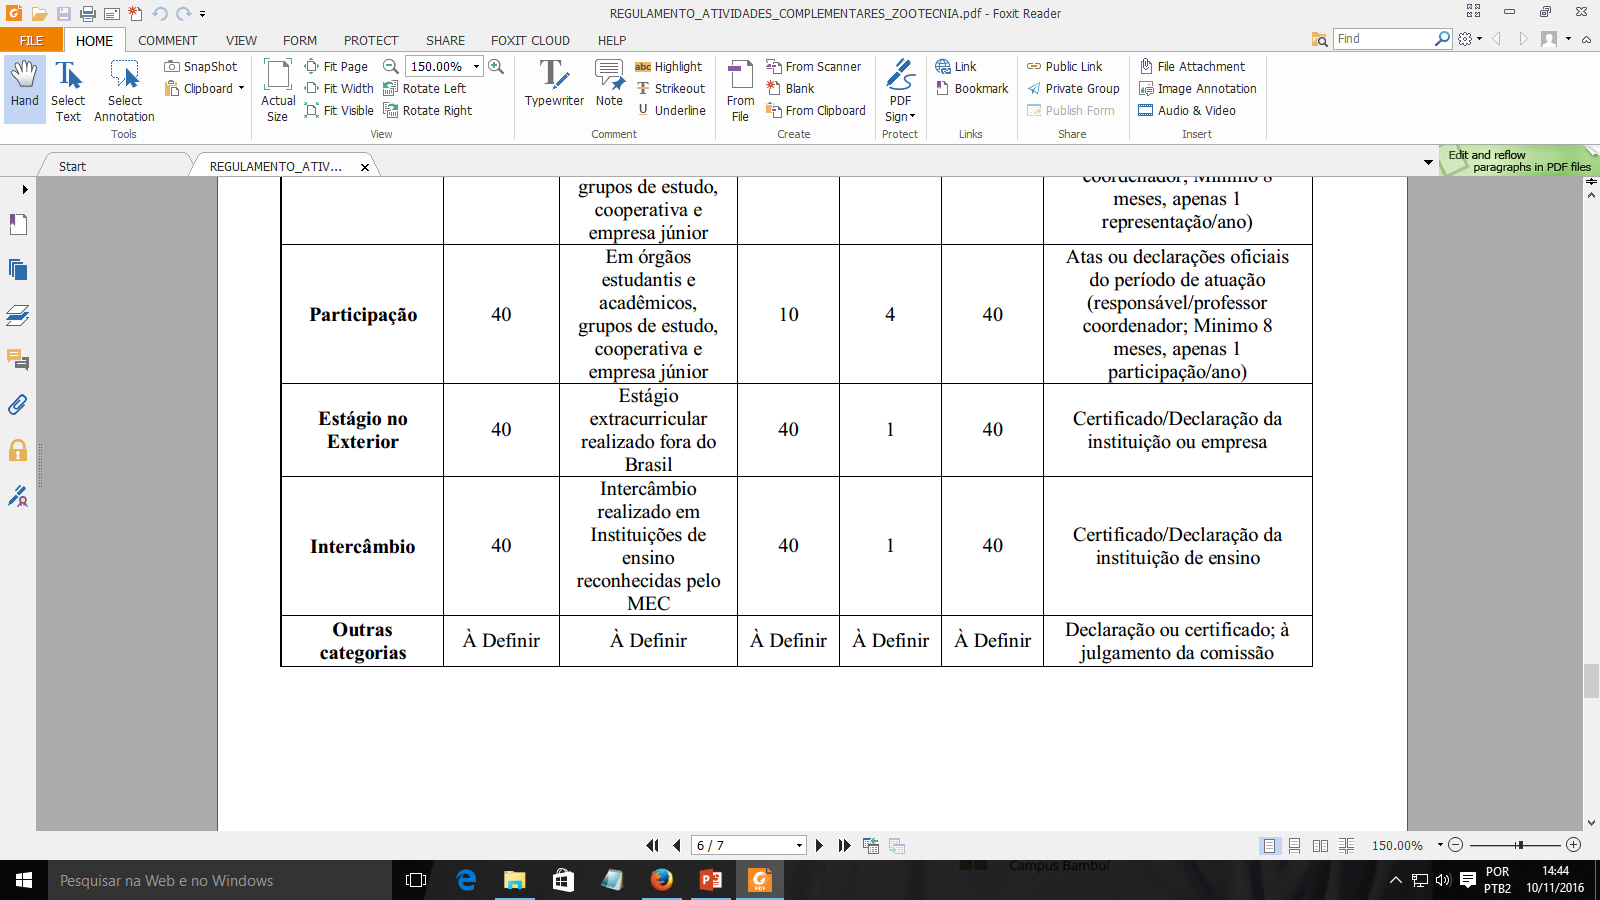 REGULAMENTO_ATIVIDADES_COMPLEMENTARES_ZOOTECNIA.pdf - Foxit Reader
FILE HOME COMMENT VIEW FORM PROTECT SHARE FOXIT CLOUD HELP Find
Hand
Select Text
Select Annotation
SnapShot
Clipboard
Tools
Actual Size
Fit Page
Fit Width
Fit Visible
150.00%
Rotate Left
Rotate Right
View
Typewriter
Note
abc Highlight
Strikeout
U Underline
Comment
From File
From Scanner
Blank
From Clipboard
Create
PDF Sign
Protect
Link
Bookmark
Links
Public Link
Private Group
Publish Form
Share
File Attachment
Image Annotation
Audio & Video
Insert
Start
REGULAMENTO_ATIV...
Edit and reflow
paragraphs in PDF files
grupos de estudo,
cooperativa e
empresa júnior
coordenador; Minimo 8
meses, apenas 1
representação/ano)
Participação
40
Em órgãos
estudantis e
acadêmicos,
grupos de estudo,
cooperativa e
empresa júnior
10
4
40
Atas ou declarações oficiais
do período de atuação
(responsável/professor
coordenador; Minimo 8
meses, apenas 1
participação/ano)
Estágio no
Exterior
40
Estágio
extracurricular
realizado fora do
Brasil
40
1
40
Certificado/Declaração da
instituição ou empresa
Intercâmbio
40
Intercâmbio
realizado em
Instituições de
ensino
reconhecidas pelo
MEC
40
1
40
Certificado/Declaração da
instituição de ensino
Outras
categorias
À Definir
À Definir
À Definir
À Definir
À Definir
Declaração ou certificado; à
julgamento da comissão
6 / 7
150.00%
Campus Bambuí
Pesquisar na Web e no Windows
PDF
POR
PTB2
14:44
10/11/2016